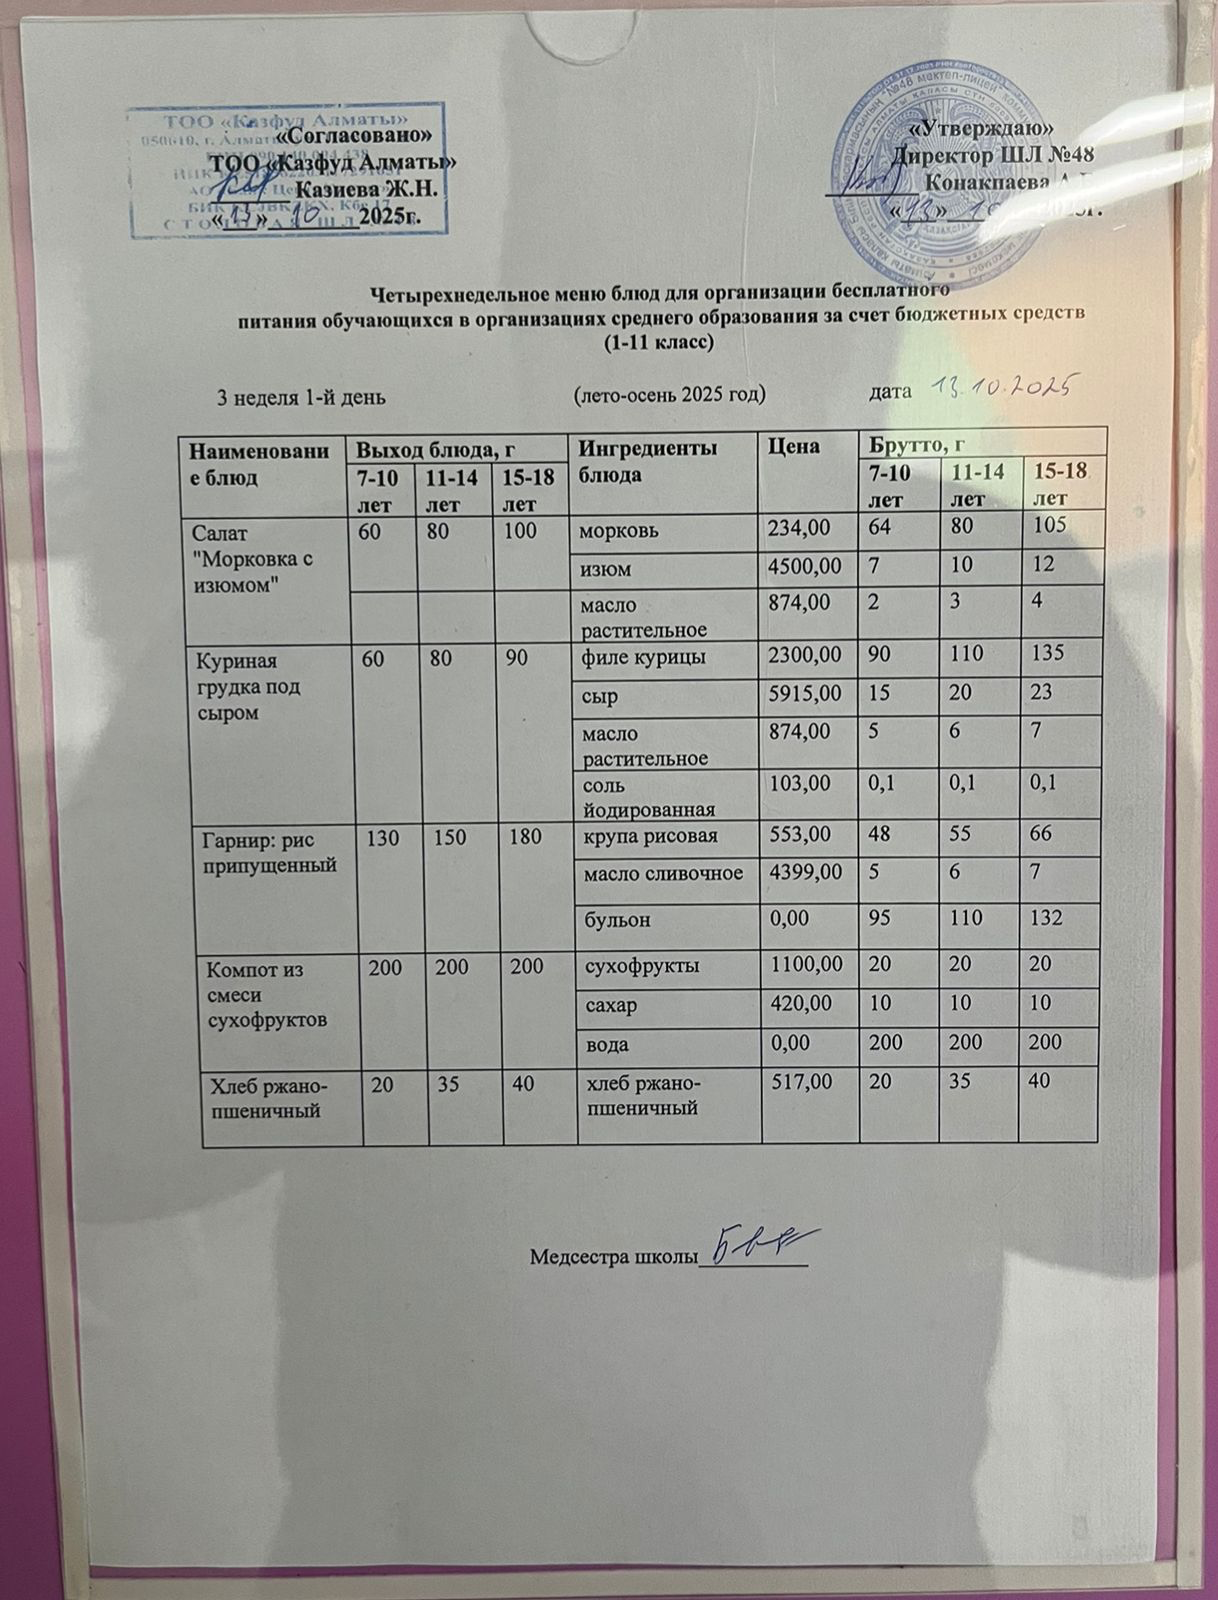 ТОО «Казфуд Алматы»
«Согласовано»
ТОО «Казфуд Алматы»
Казиева Ж.Н.
«13» 10 2025г.
«Утверждаю»
Директор ШЛ №48
Конакпаева
«13»
Четырехнедельное меню блюд для организации бесплатного
питания обучающихся в организациях среднего образования за счет бюджетных средств
(1-11 класс)
3 неделя 1-й день (лето-осень 2025 год) дата 13.10.2025
Наименовани Выход блюда, г Ингредиенты Цена Брутто, г
е блюд 7-10 11-14 15-18 блюда 7-10 11-14 15-18
лет лет лет лет лет лет
Салат 60 80 100 морковь 234,00 64 80 105
"Морковка с изюм 4500,00 7 10 12
изюмом"
масло 874,00 2 3 4
растительное
Куриная 60 80 90 филе курицы 2300,00 90 110 135
грудка под сыр 5915,00 15 20 23
сыром
масло 874,00 5 6 7
растительное
соль 103,00 0,1 0,1 0,1
йодированная
Гарнир: рис 130 150 180 крупа рисовая 553,00 48 55 66
припущенный масло сливочное 4399,00 5 6 7
бульон 0,00 95 110 132
Компот из 200 200 200 сухофрукты 1100,00 20 20 20
смеси сахар 420,00 10 10 10
сухофруктов
вода 0,00 200 200 200
Хлеб ржано- 20 35 40 хлеб ржано- 517,00 20 35 40
пшеничный пшеничный
Медсестра школы